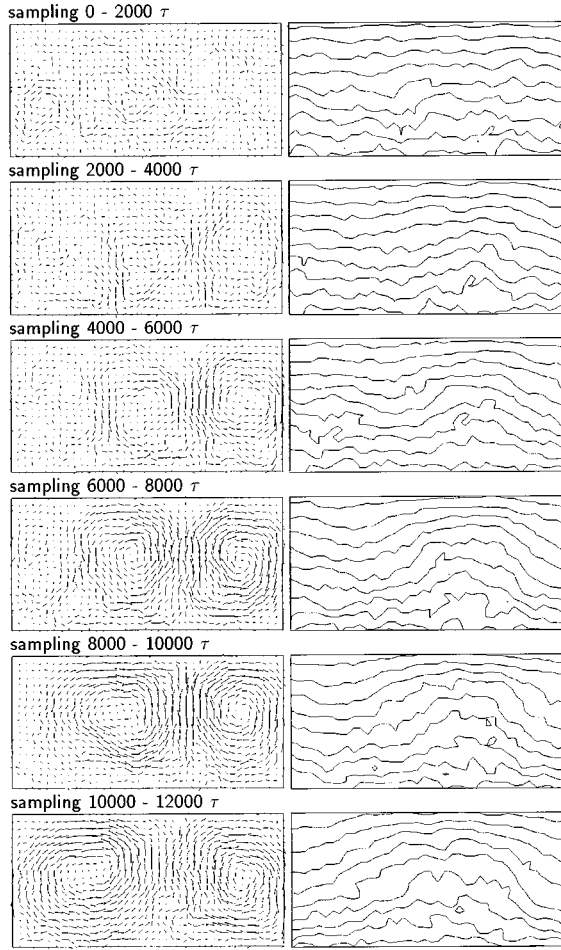 sampling 0 - 2000 τ
sampling 2000 - 4000 τ
sampling 4000 - 6000 τ
sampling 6000 - 8000 τ
sampling 8000 - 10000 τ
sampling 10000 - 12000 τ